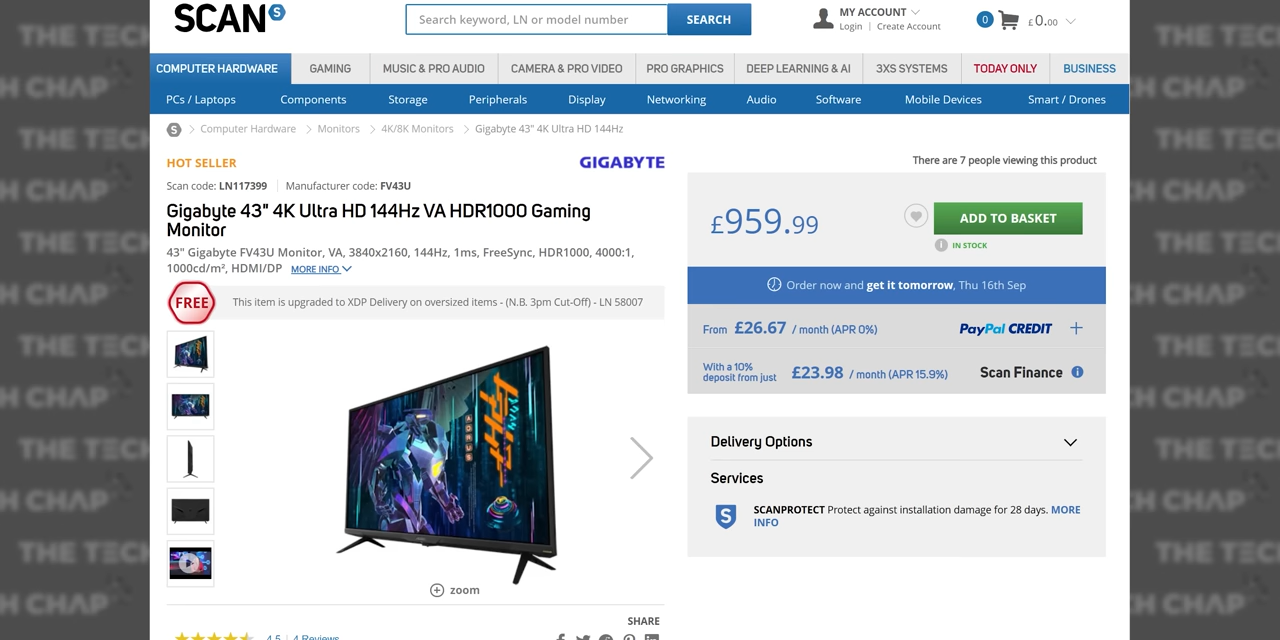 SCAN S
Search keyword, LN or model number
SEARCH
MY ACCOUNT
Login | Create Account
0
£0.00
COMPUTER HARDWARE
GAMING
MUSIC & PRO AUDIO
CAMERA & PRO VIDEO
PRO GRAPHICS
DEEP LEARNING & AI
3XS SYSTEMS
TODAY ONLY
BUSINESS
PCs / Laptops
Components
Storage
Peripherals
Display
Networking
Audio
Software
Mobile Devices
Smart / Drones
S
Computer Hardware
Monitors
4K/8K Monitors
Gigabyte 43" 4K Ultra HD 144Hz
HOT SELLER
GIGABYTE
Scan code: LN117399 | Manufacturer code: FV43U
Gigabyte 43" 4K Ultra HD 144Hz VA HDR1000 Gaming
Monitor
43" Gigabyte FV43U Monitor, VA, 3840x2160, 144Hz, 1ms, FreeSync, HDR1000, 4000:1,
1000cd/m², HDMI/DP MORE INFO
FREE
This item is upgraded to XDP Delivery on oversized items - (N.B. 3pm Cut-Off) - LN 58007
AORUS
zoom
SHARE
4.5 | 4 Reviews
There are 7 people viewing this product
£959.99
ADD TO BASKET
i IN STOCK
Order now and get it tomorrow, Thu 16th Sep
From £26.67 / month (APR 0%)
PayPal CREDIT +
With a 10%
deposit from just
£23.98 / month (APR 15.9%)
Scan Finance i
Delivery Options
Services
S
SCANPROTECT Protect against installation damage for 28 days. MORE
INFO
THE TECH CHAP